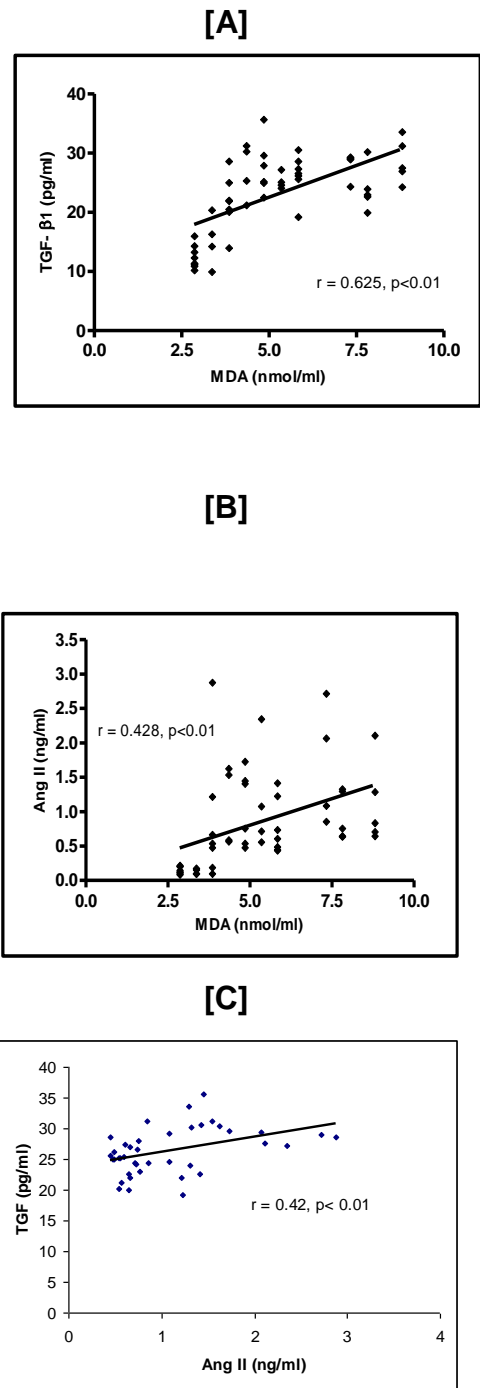 [A]
40
30
20
10
0
TGF- β1 (pg/ml)
r = 0.625, p<0.01
0.0 2.5 5.0 7.5 10.0
MDA (nmol/ml)
[B]
3.5
3.0
2.5
2.0
1.5
1.0
0.5
0.0
Ang II (ng/ml)
r = 0.428, p<0.01
0.0 2.5 5.0 7.5 10.0
MDA (nmol/ml)
[C]
40
35
30
25
20
15
10
5
0
TGF (pg/ml)
r = 0.42, p< 0.01
0 1 2 3 4
Ang II (ng/ml)